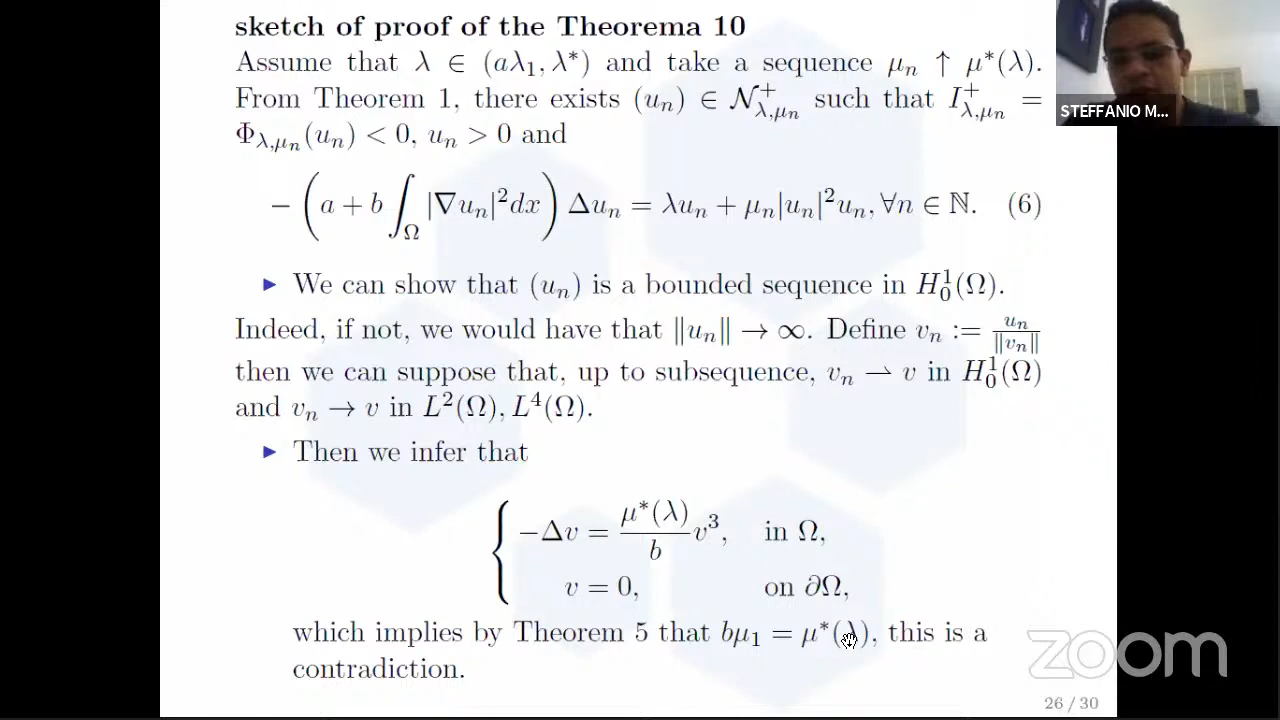 sketch of proof of the Theorema 10
Assume that λ ∈ (aλ₁, λ*) and take a sequence μₙ ↑ μ*(λ).
From Theorem 1, there exists (uₙ) ∈ 𝒩⁺_{λ,μₙ} such that I⁺_{λ,μₙ} =
Φ_{λ,μₙ}(uₙ) < 0, uₙ > 0 and
− (a + b ∫_Ω |∇uₙ|²dx) Δuₙ = λuₙ + μₙ|uₙ|²uₙ, ∀n ∈ ℕ. (6)
▶ We can show that (uₙ) is a bounded sequence in H₀¹(Ω).
Indeed, if not, we would have that ‖uₙ‖ → ∞. Define vₙ := uₙ/‖vₙ‖
then we can suppose that, up to subsequence, vₙ ⇀ v in H₀¹(Ω)
and vₙ → v in L²(Ω), L⁴(Ω).
▶ Then we infer that
{ −Δv = μ*(λ)/b v³, in Ω,
v = 0, on ∂Ω,
which implies by Theorem 5 that bμ₁ = μ*(λ), this is a
contradiction.
STEFFANIO M...
zoom
26 / 30